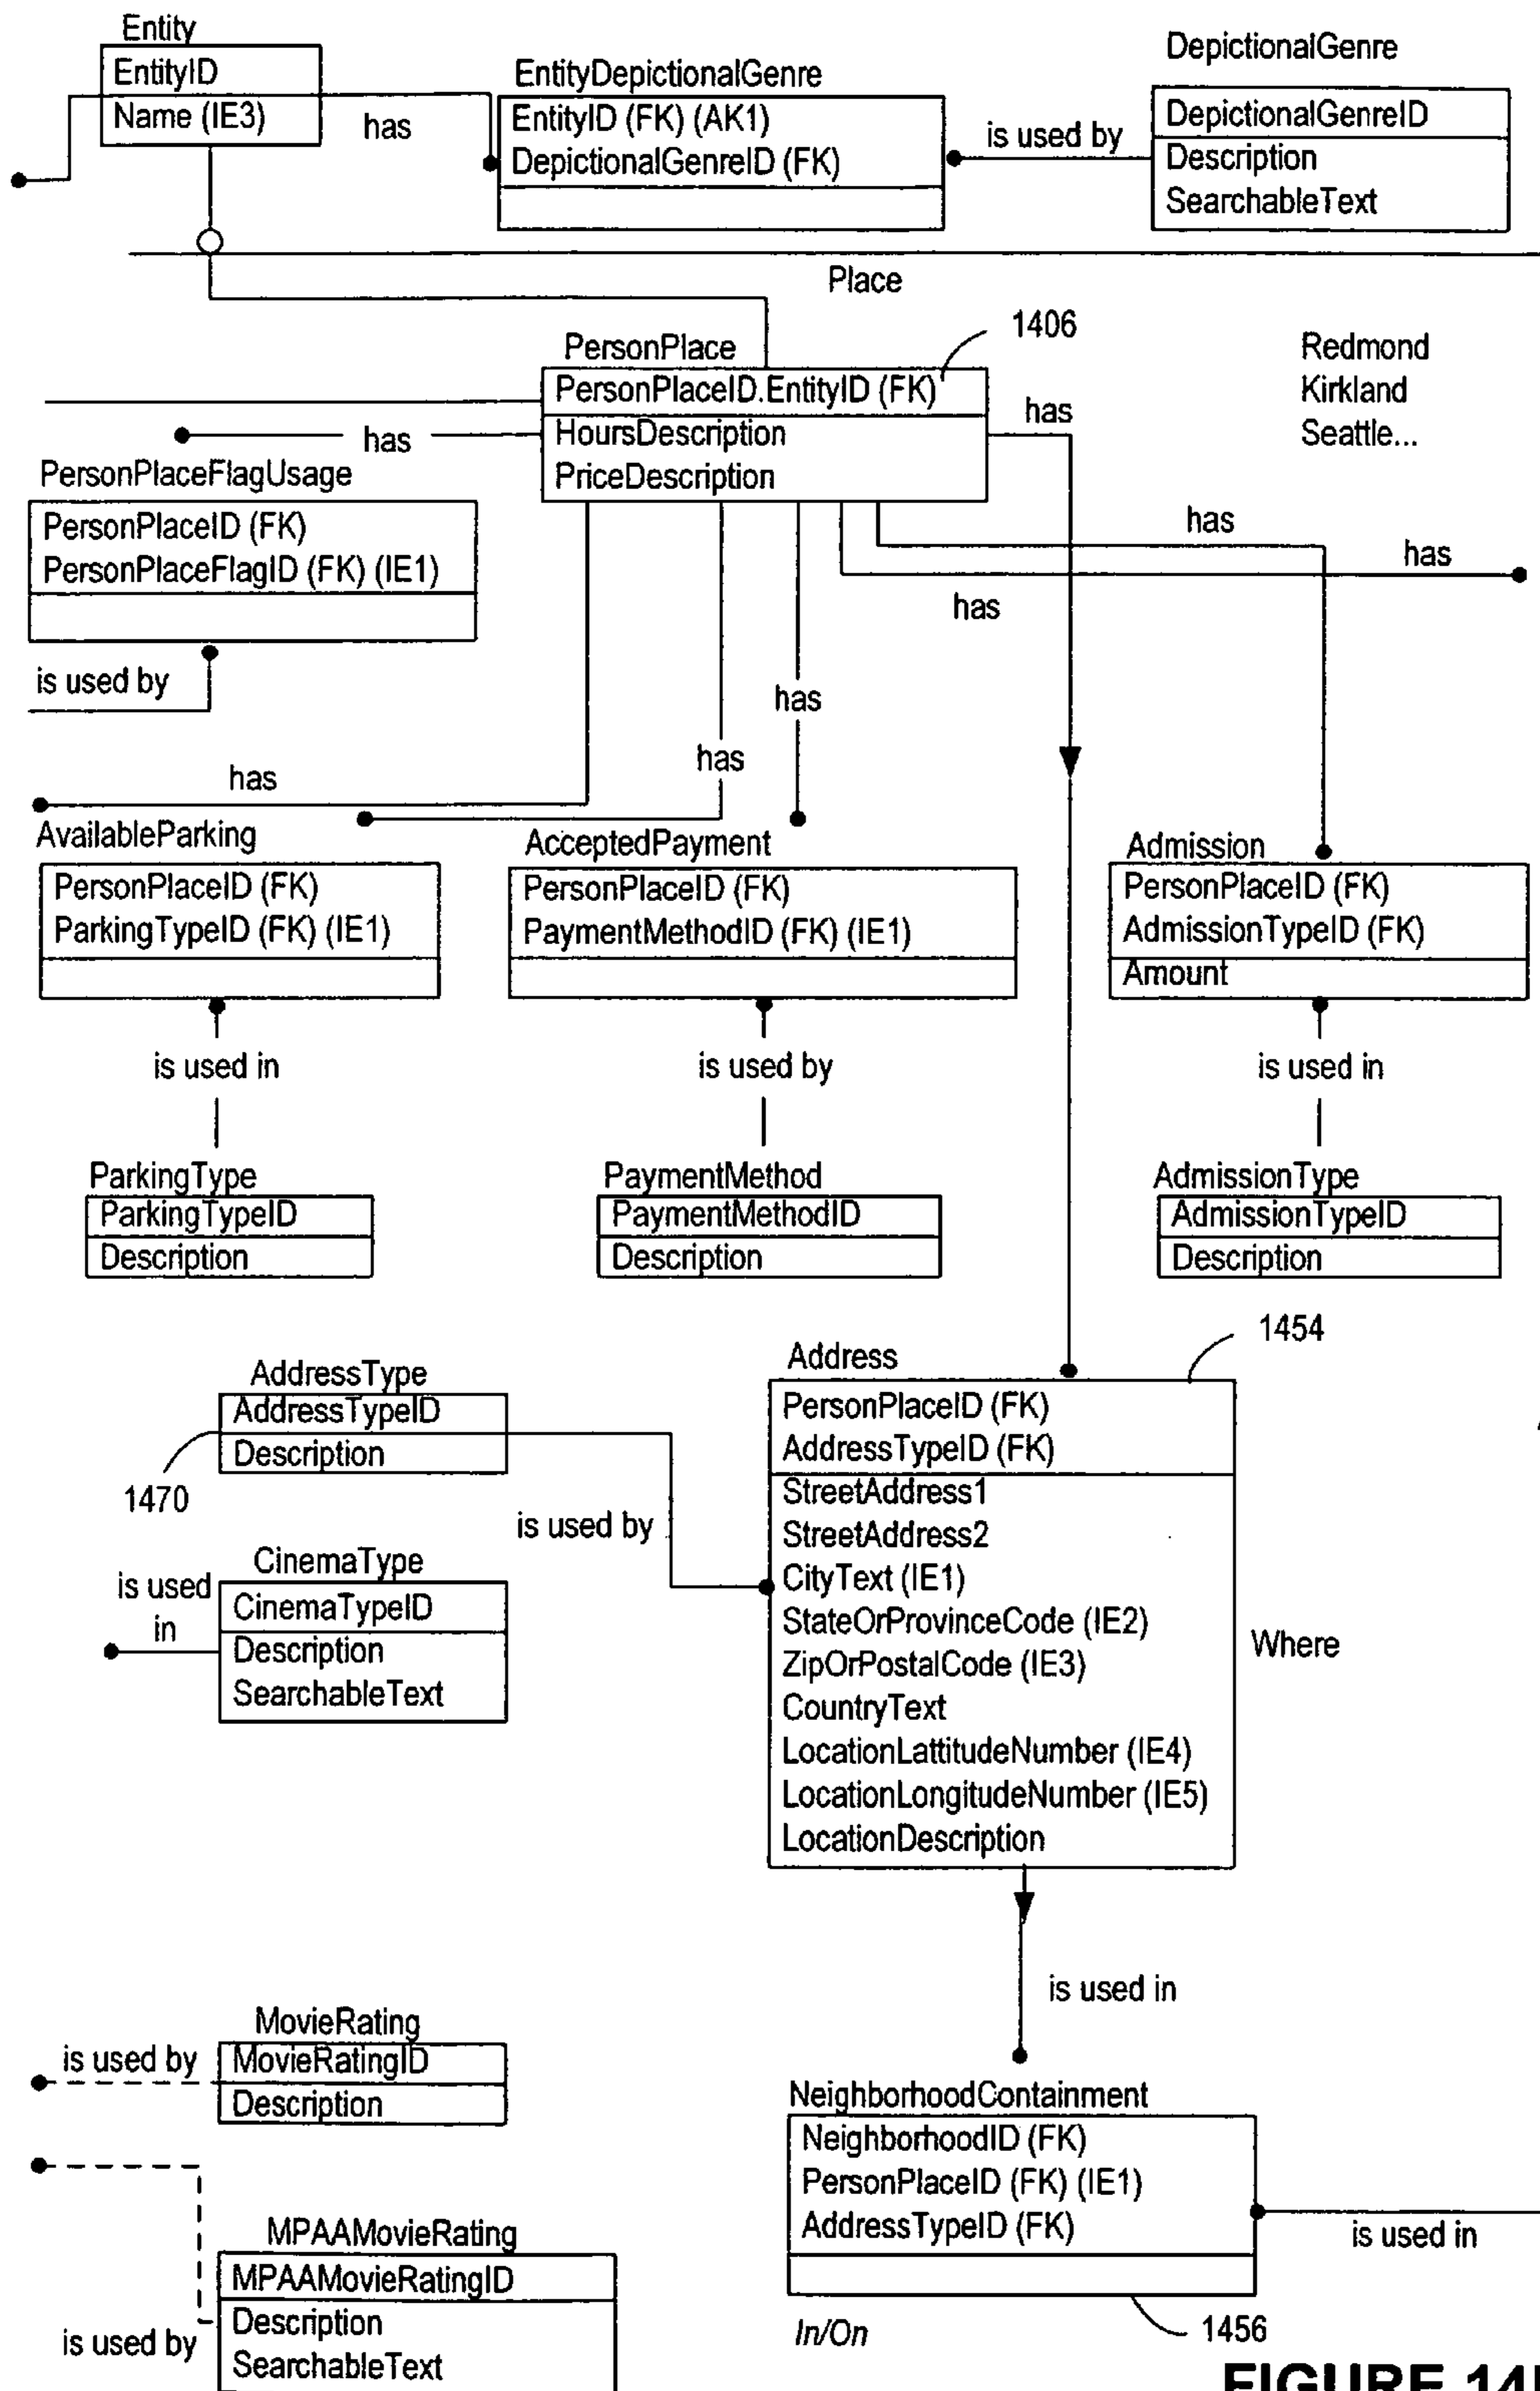 Entity
EntityID
Name (IE3)
has
EntityDepictionalGenre
EntityID (FK) (AK1)
DepictionalGenreID (FK)
is used by
DepictionalGenre
DepictionalGenreID
Description
SearchableText
Place
PersonPlace
1406
PersonPlaceID.EntityID (FK)
HoursDescription
PriceDescription
has
has
Redmond
Kirkland
Seattle...
PersonPlaceFlagUsage
PersonPlaceID (FK)
PersonPlaceFlagID (FK) (IE1)
is used by
has
has
has
has
has
has
AvailableParking
PersonPlaceID (FK)
ParkingTypeID (FK) (IE1)
AcceptedPayment
PersonPlaceID (FK)
PaymentMethodID (FK) (IE1)
Admission
PersonPlaceID (FK)
AdmissionTypeID (FK)
Amount
is used in
is used by
is used in
ParkingType
ParkingTypeID
Description
PaymentMethod
PaymentMethodID
Description
AdmissionType
AdmissionTypeID
Description
AddressType
AddressTypeID
Description
1470
is used by
Address
1454
PersonPlaceID (FK)
AddressTypeID (FK)
StreetAddress1
StreetAddress2
CityText (IE1)
StateOrProvinceCode (IE2)
ZipOrPostalCode (IE3)
CountryText
LocationLattitudeNumber (IE4)
LocationLongitudeNumber (IE5)
LocationDescription
Where
CinemaType
is used
in
CinemaTypeID
Description
SearchableText
is used in
MovieRating
is used by
MovieRatingID
Description
NeighborhoodContainment
NeighborhoodID (FK)
PersonPlaceID (FK) (IE1)
AddressTypeID (FK)
is used in
In/On
1456
MPAAMovieRating
MPAAMovieRatingID
Description
SearchableText
is used by
FIGURE